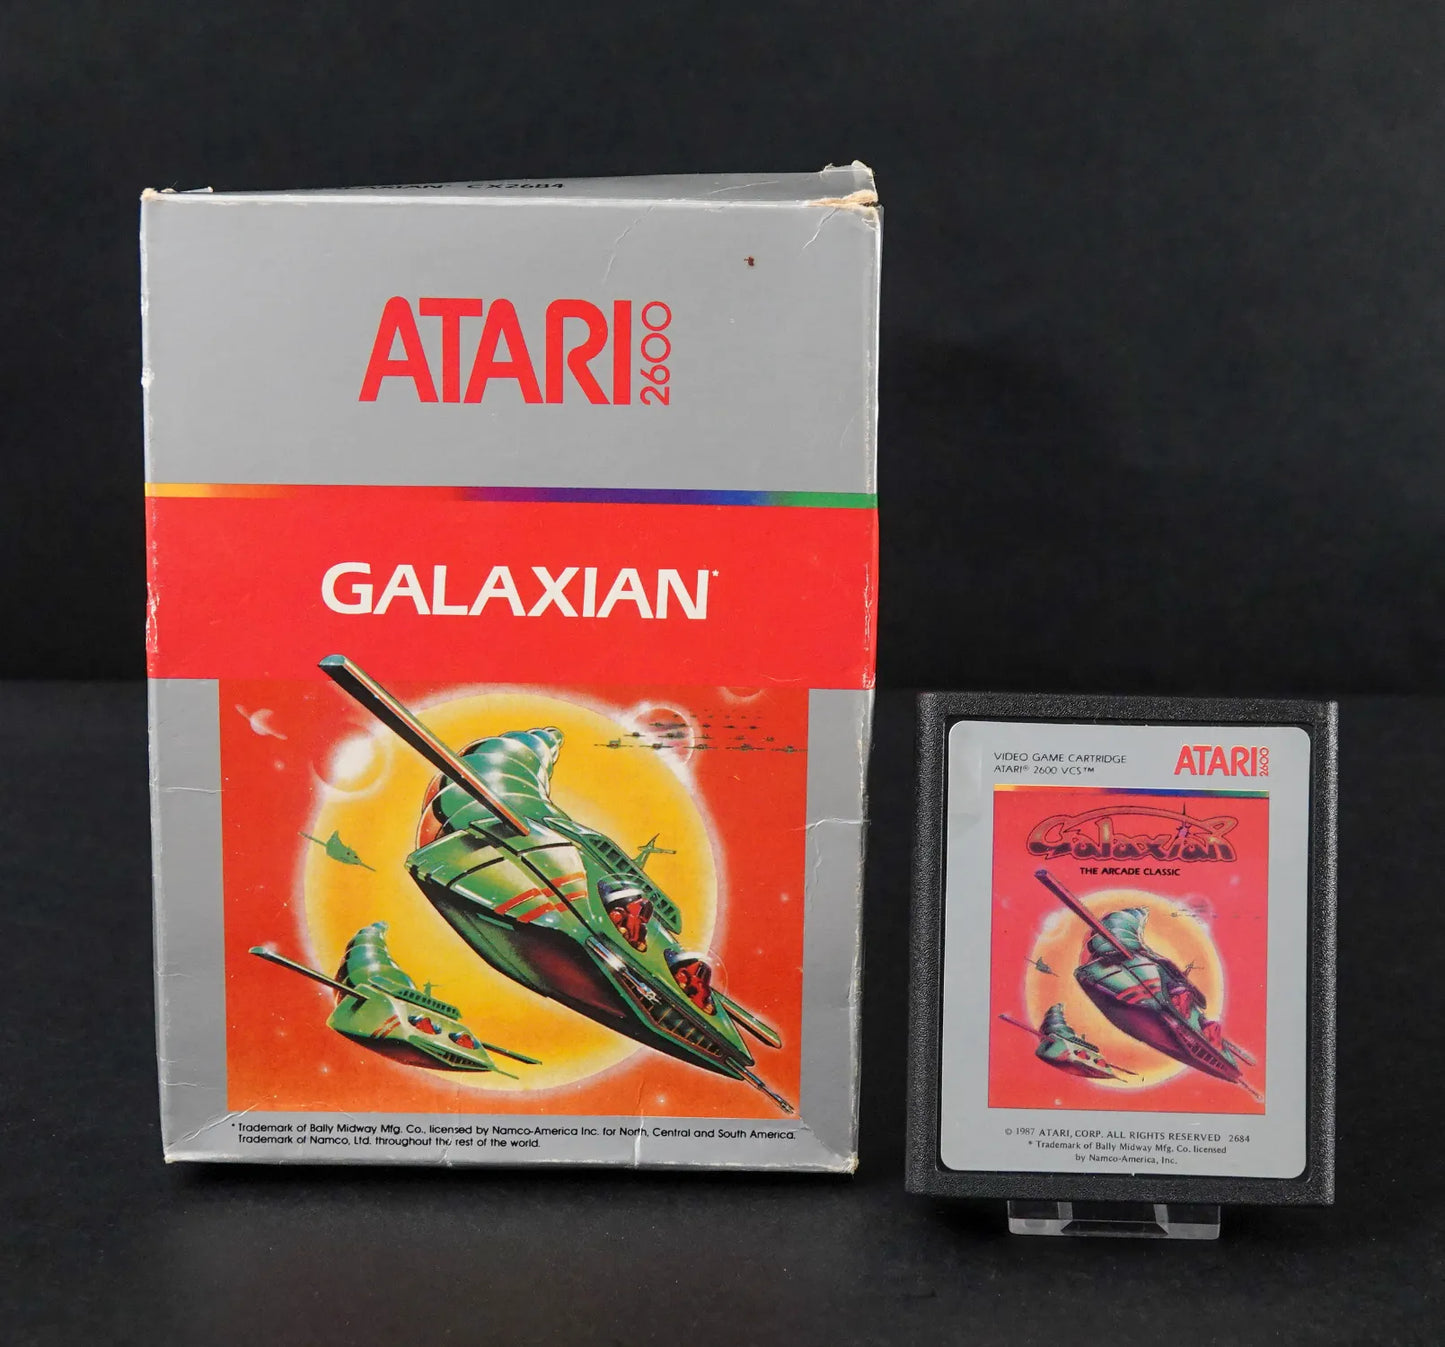 GALAXIAN* CX2684
ATARI 2600
GALAXIAN*
* Trademark of Bally Midway Mfg. Co., licensed by Namco-America Inc. for North, Central and South America.
Trademark of Namco, Ltd. throughout the rest of the world.
VIDEO GAME CARTRIDGE
ATARI® 2600 VCS™
ATARI 2600
Galaxian
THE ARCADE CLASSIC
© 1987 ATARI, CORP. ALL RIGHTS RESERVED 2684
* Trademark of Bally Midway Mfg. Co. licensed
by Namco-America, Inc.